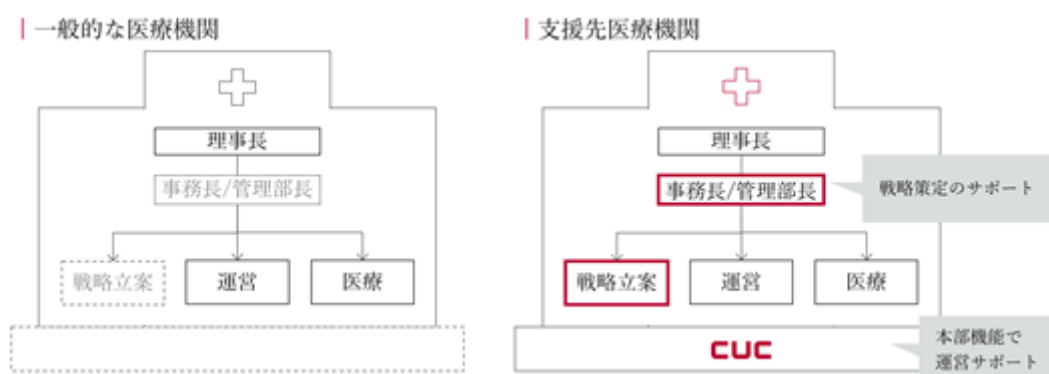 一般的な医療機関
理事長
事務長/管理部長
戦略立案
運営
医療
支援先医療機関
理事長
事務長/管理部長
戦略策定のサポート
戦略立案
運営
医療
CUC
本部機能で
運営サポート